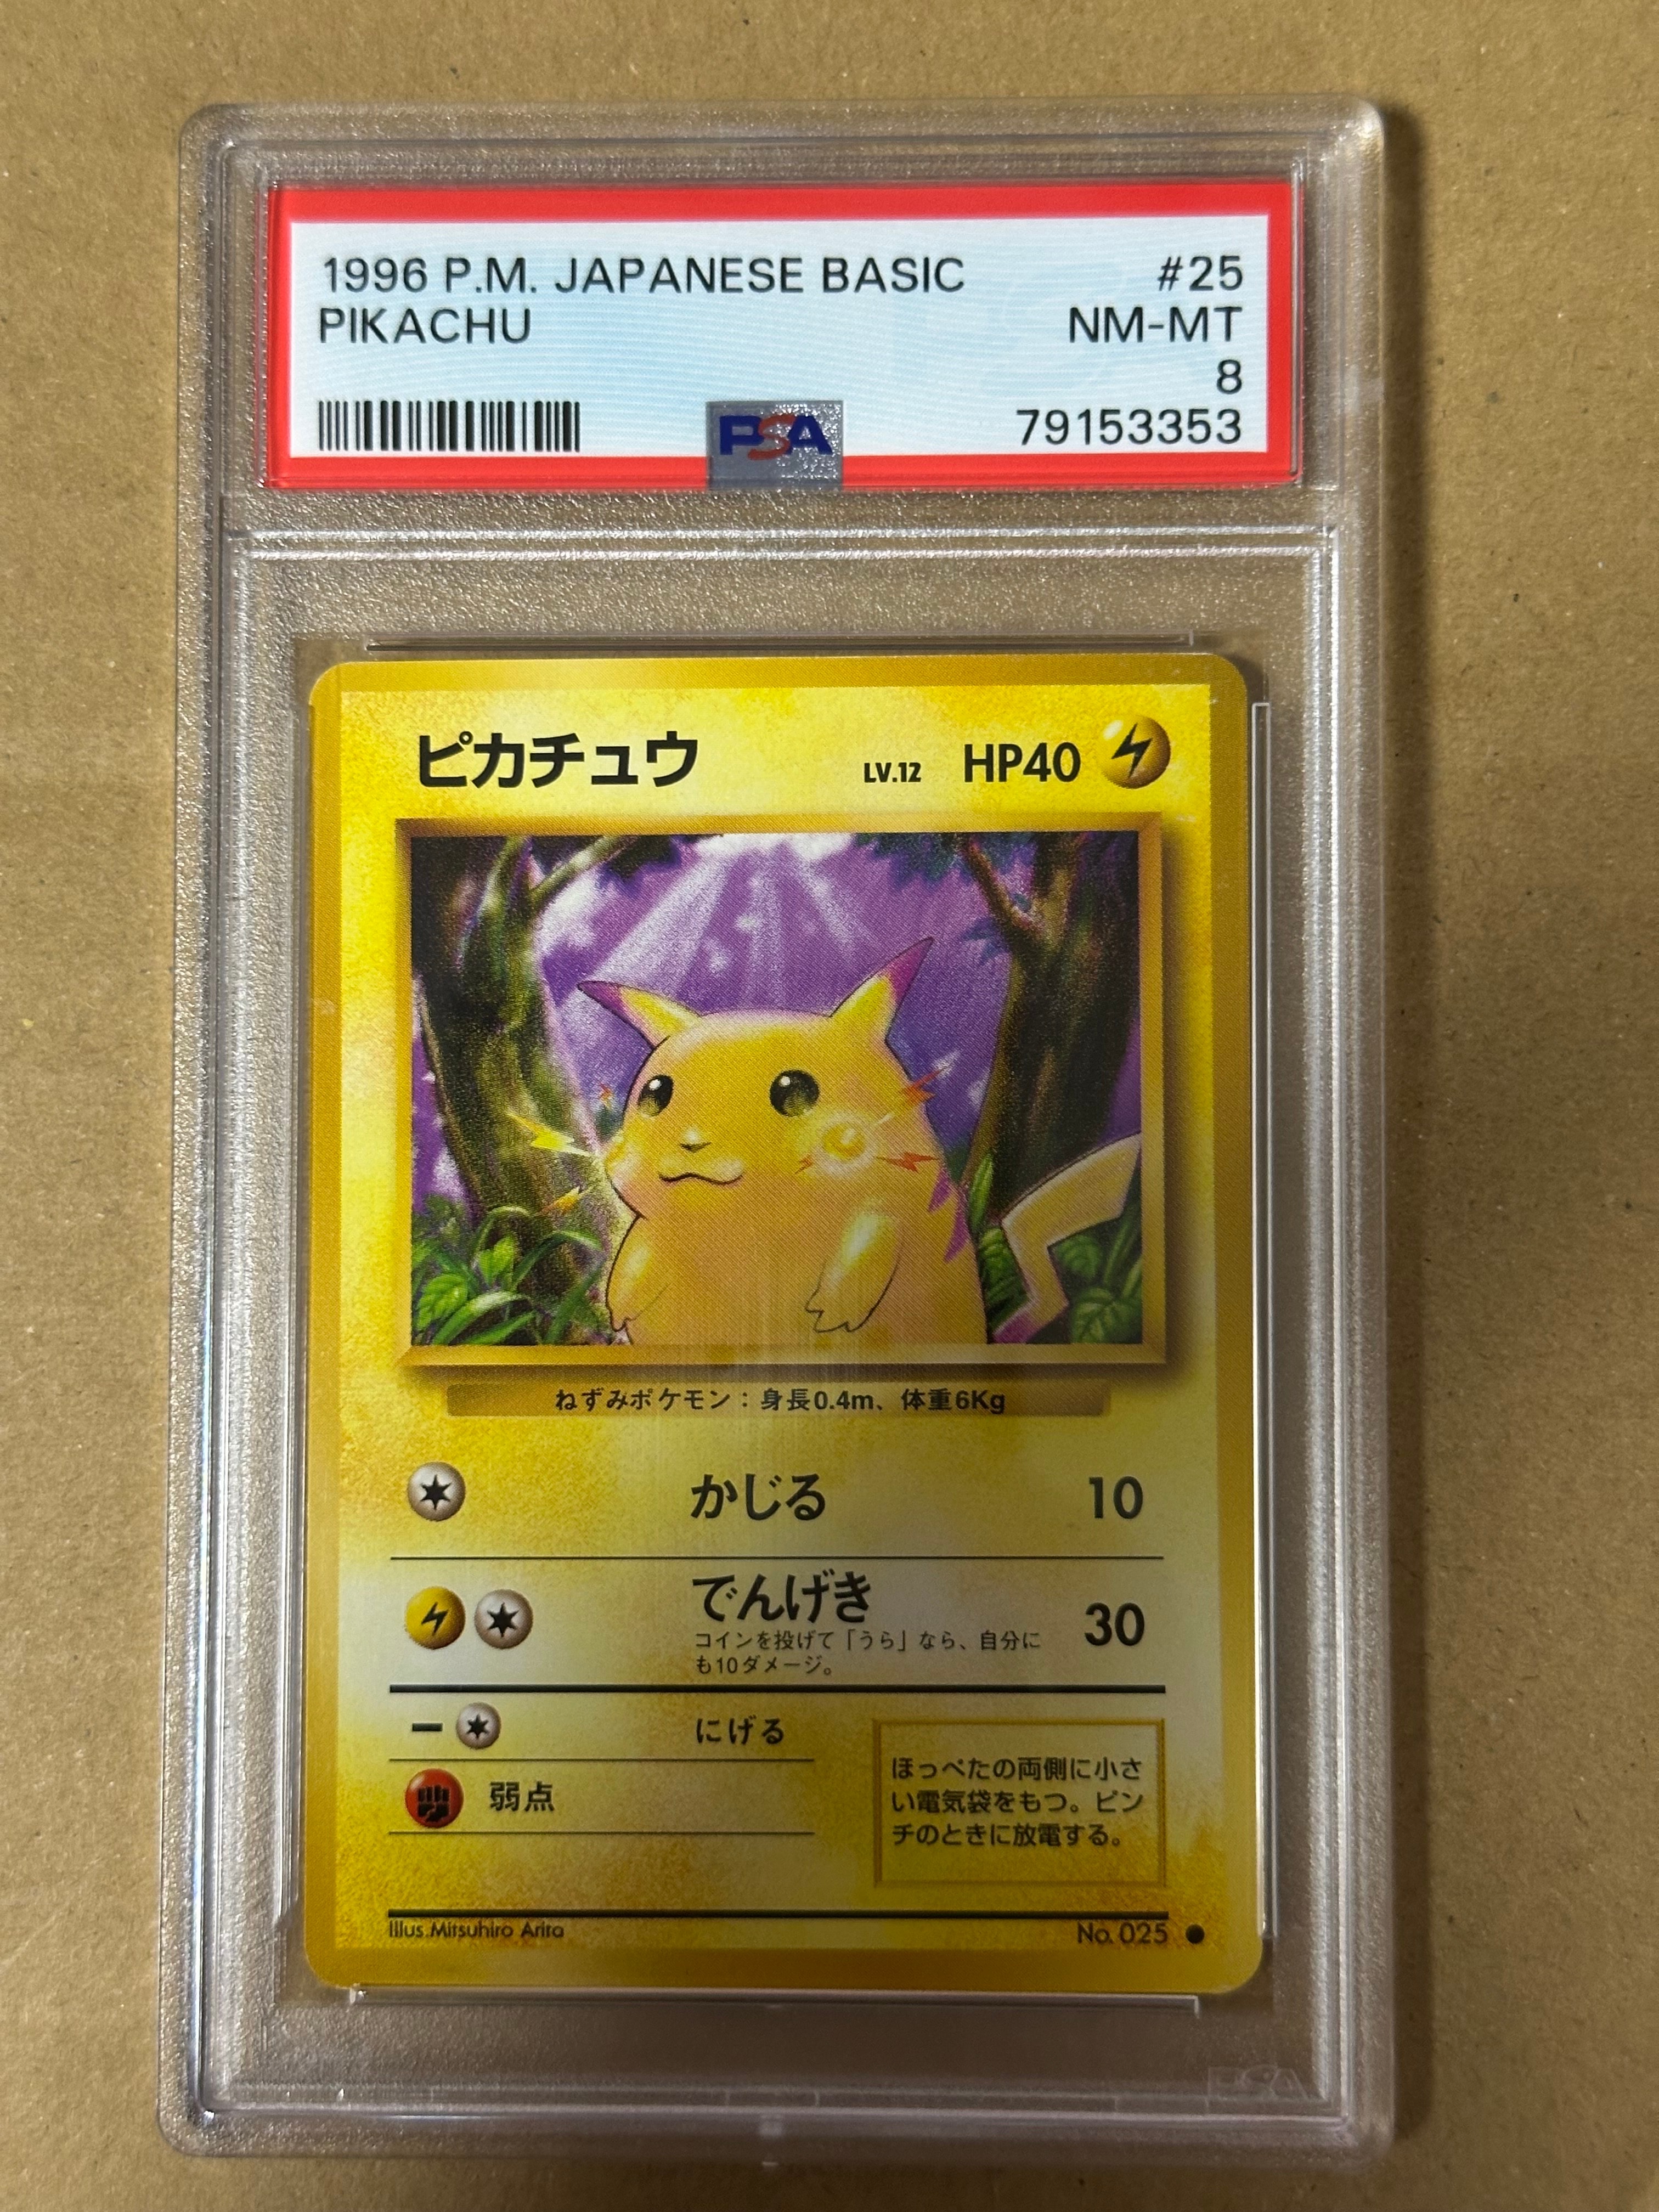 1996 P.M. JAPANESE BASIC #25
PIKACHU NM-MT
8
PSA 79153353
ピカチュウ LV.12 HP40
ねずみポケモン：身長0.4m、体重6Kg
かじる 10
でんげき 30
コインを投げて「うら」なら、自分に
も10ダメージ。
にげる
弱点
ほっぺたの両側に小さ
い電気袋をもつ。ピン
チのときに放電する。
Illus.Mitsuhiro Arita No.025
PSA